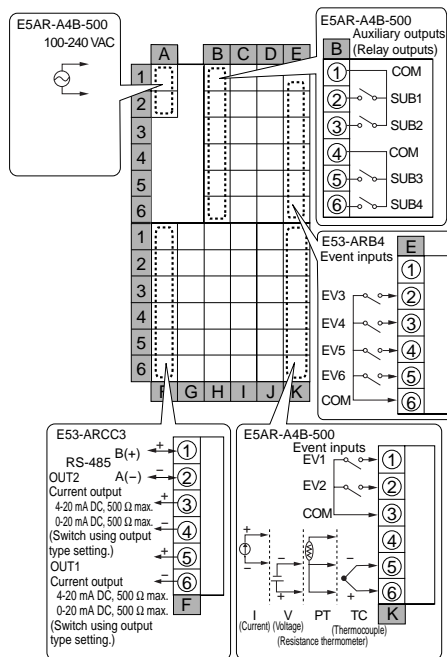 E5AR-A4B-500
100-240 VAC
A B C D E
1
2
3
4
5
6
1
2
3
4
5
6
F G H I J K
E5AR-A4B-500
Auxiliary outputs
(Relay outputs)
B
1 COM
2 SUB1
3 SUB2
4 COM
5 SUB3
6 SUB4
E53-ARB4
Event inputs
E
1
EV3 2
EV4 3
EV5 4
EV6 5
COM 6
E53-ARCC3
RS-485
B(+) + 1
A(−) − 2
OUT2
Current output
4-20 mA DC, 500 Ω max.
0-20 mA DC, 500 Ω max.
(Switch using output
type setting.)
+ 3
− 4
OUT1
Current output
4-20 mA DC, 500 Ω max.
0-20 mA DC, 500 Ω max.
(Switch using output
type setting.)
+ 5
− 6
F
E5AR-A4B-500
Event inputs
EV1 1
EV2 2
COM 3
4
5
6
K
+ −
− +
− +
I V PT TC
(Current) (Voltage) (Thermocouple)
(Resistance thermometer)